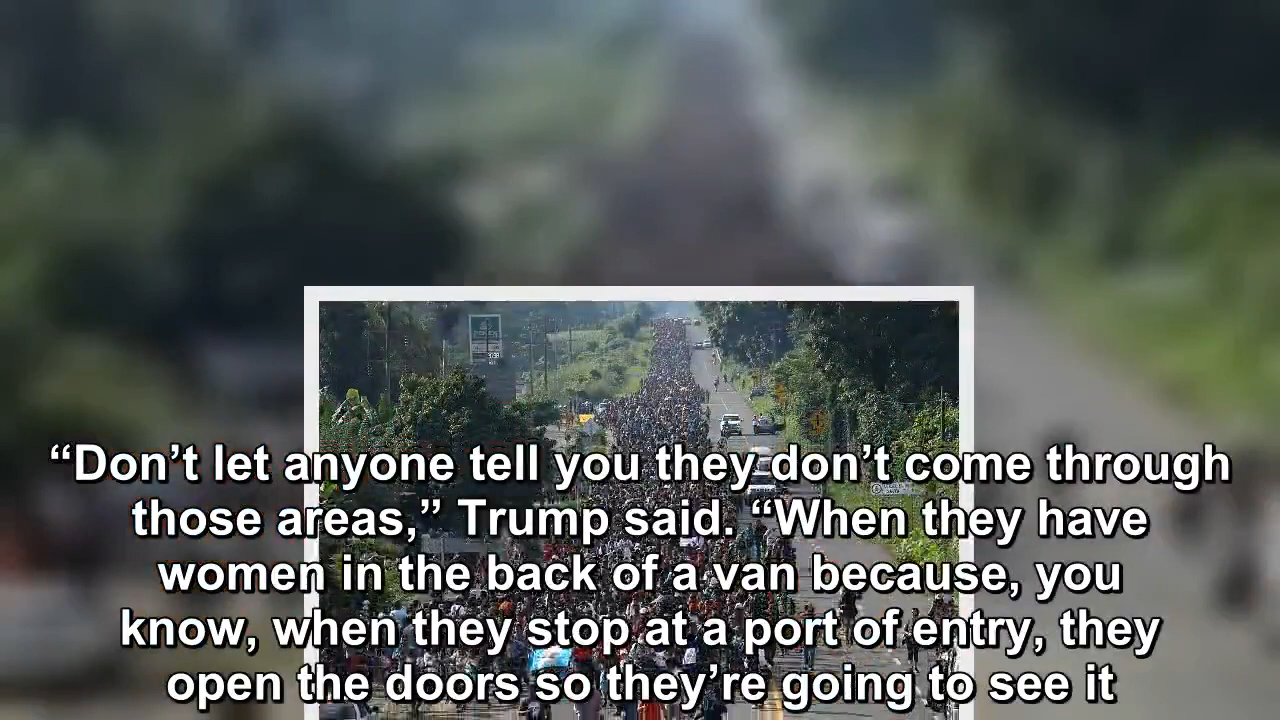 “Don’t let anyone tell you they don’t come through
those areas,” Trump said. “When they have
women in the back of a van because, you
know, when they stop at a port of entry, they
open the doors so they’re going to see it